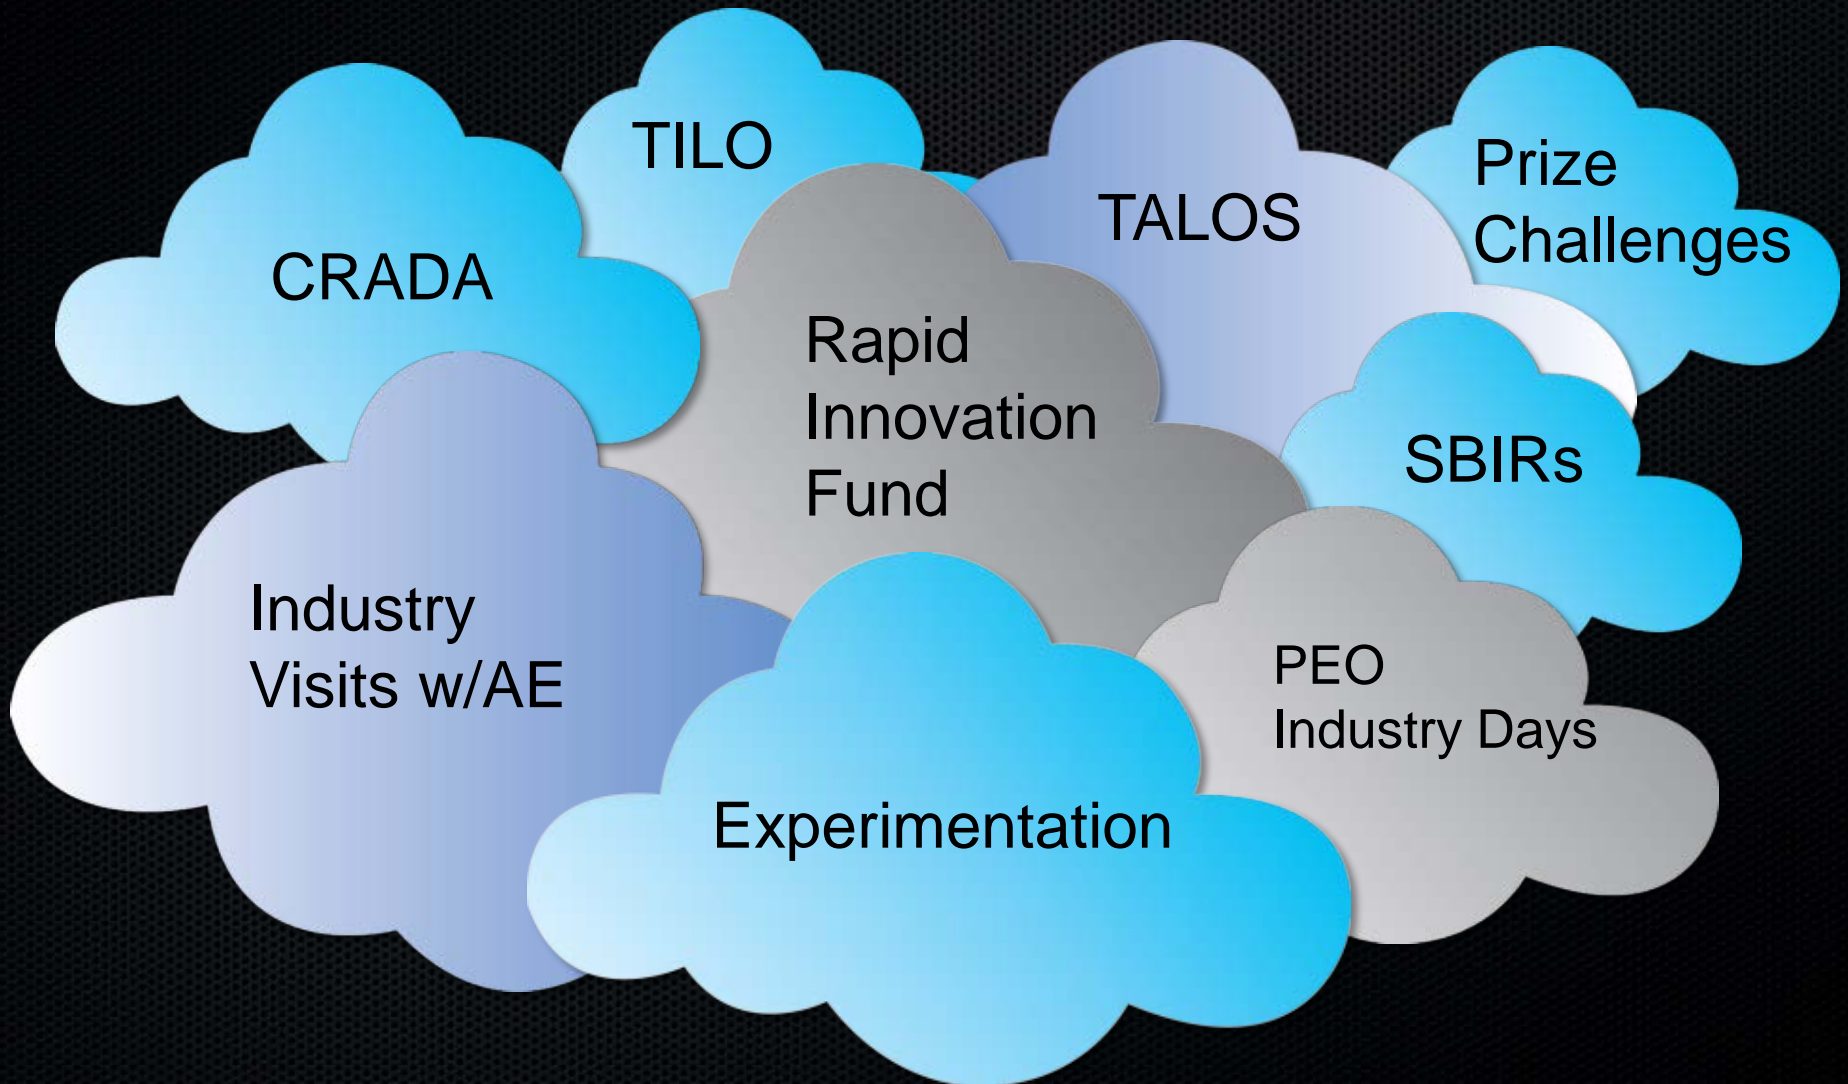 TILO
TALOS
Prize
Challenges
CRADA
Rapid
Innovation
Fund
SBIRs
Industry
Visits w/AE
PEO
Industry Days
Experimentation